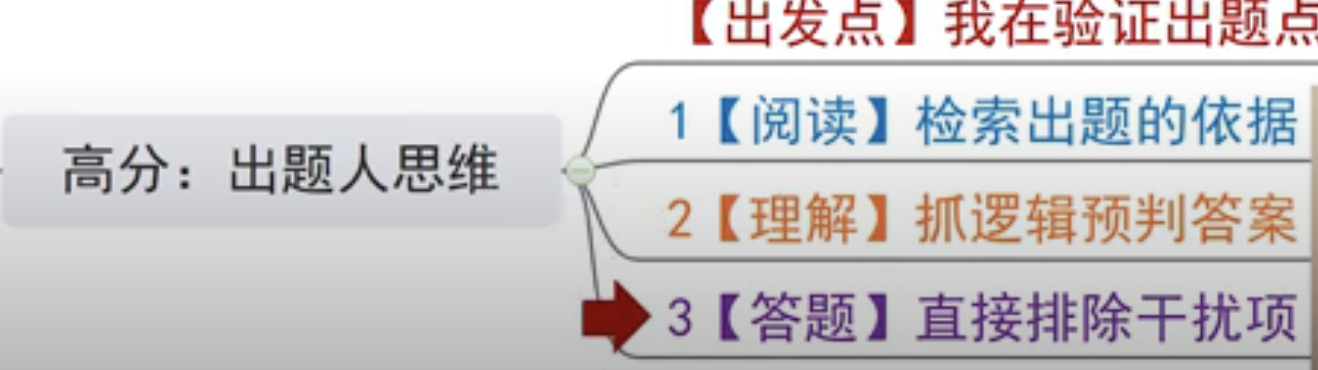 【出发点】我在验证出题点
1【阅读】检索出题的依据
高分：出题人思维
2【理解】抓逻辑预判答案
3【答题】直接排除干扰项